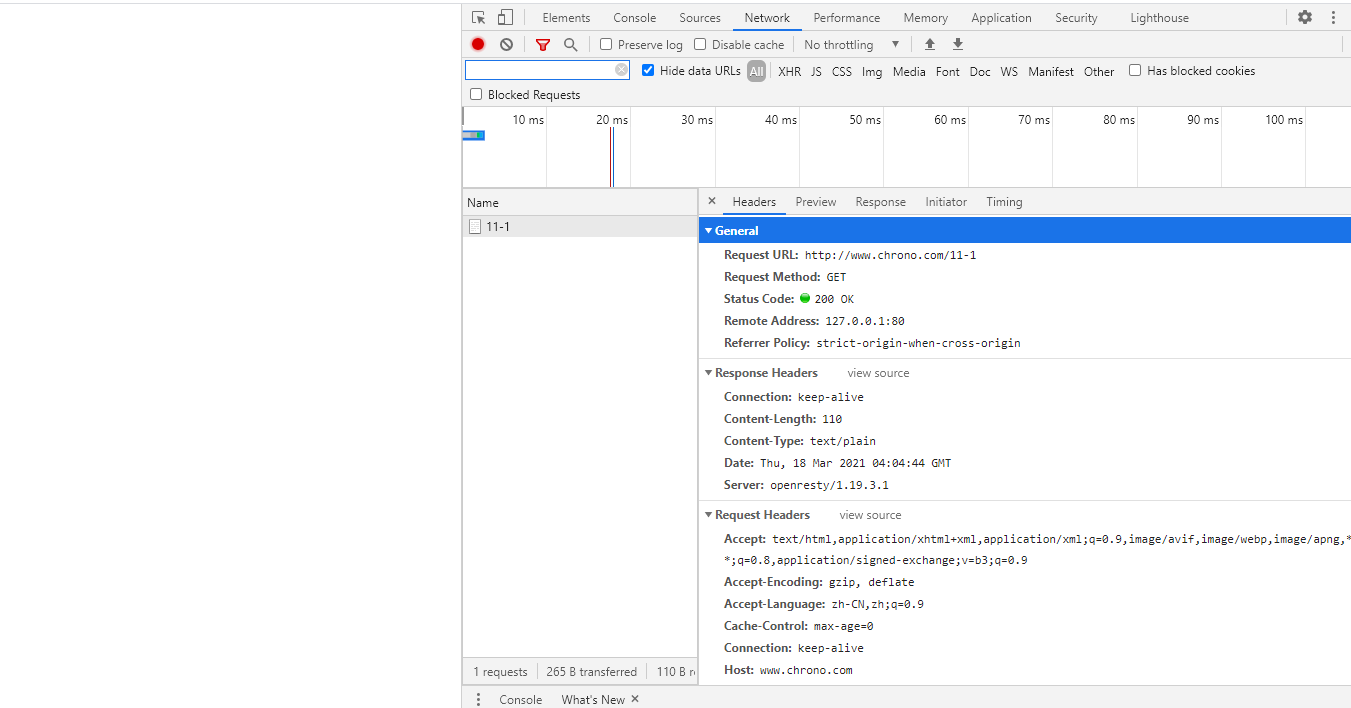 Elements Console Sources Network Performance Memory Application Security Lighthouse
Preserve log Disable cache No throttling
Hide data URLs All XHR JS CSS Img Media Font Doc WS Manifest Other Has blocked cookies
Blocked Requests
10 ms 20 ms 30 ms 40 ms 50 ms 60 ms 70 ms 80 ms 90 ms 100 ms
Name
11-1
1 requests 265 B transferred 110 B r
Headers Preview Response Initiator Timing
General
Request URL: http://www.chrono.com/11-1
Request Method: GET
Status Code: 200 OK
Remote Address: 127.0.0.1:80
Referrer Policy: strict-origin-when-cross-origin
Response Headers view source
Connection: keep-alive
Content-Length: 110
Content-Type: text/plain
Date: Thu, 18 Mar 2021 04:04:44 GMT
Server: openresty/1.19.3.1
Request Headers view source
Accept: text/html,application/xhtml+xml,application/xml;q=0.9,image/avif,image/webp,image/apng,*
*;q=0.8,application/signed-exchange;v=b3;q=0.9
Accept-Encoding: gzip, deflate
Accept-Language: zh-CN,zh;q=0.9
Cache-Control: max-age=0
Connection: keep-alive
Host: www.chrono.com
Console What's New